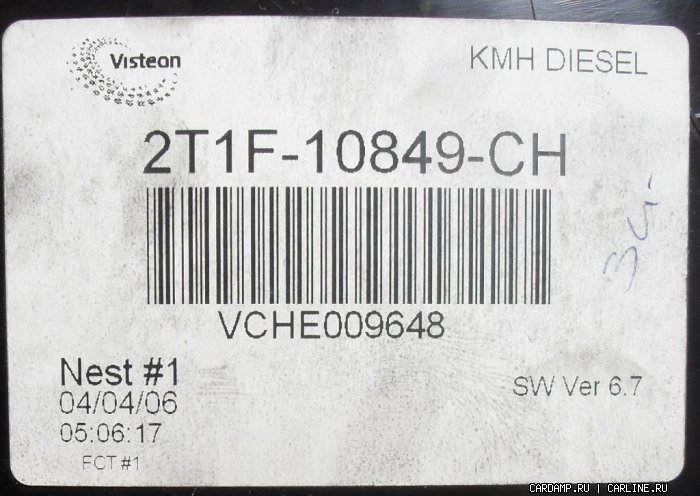 Visteon
KMH DIESEL
2T1F-10849-CH
VCHE009648
34-
Nest #1
SW Ver 6.7
04/04/06
05:06:17
FCT #1
CARDAMP.RU | CARLINE.RU